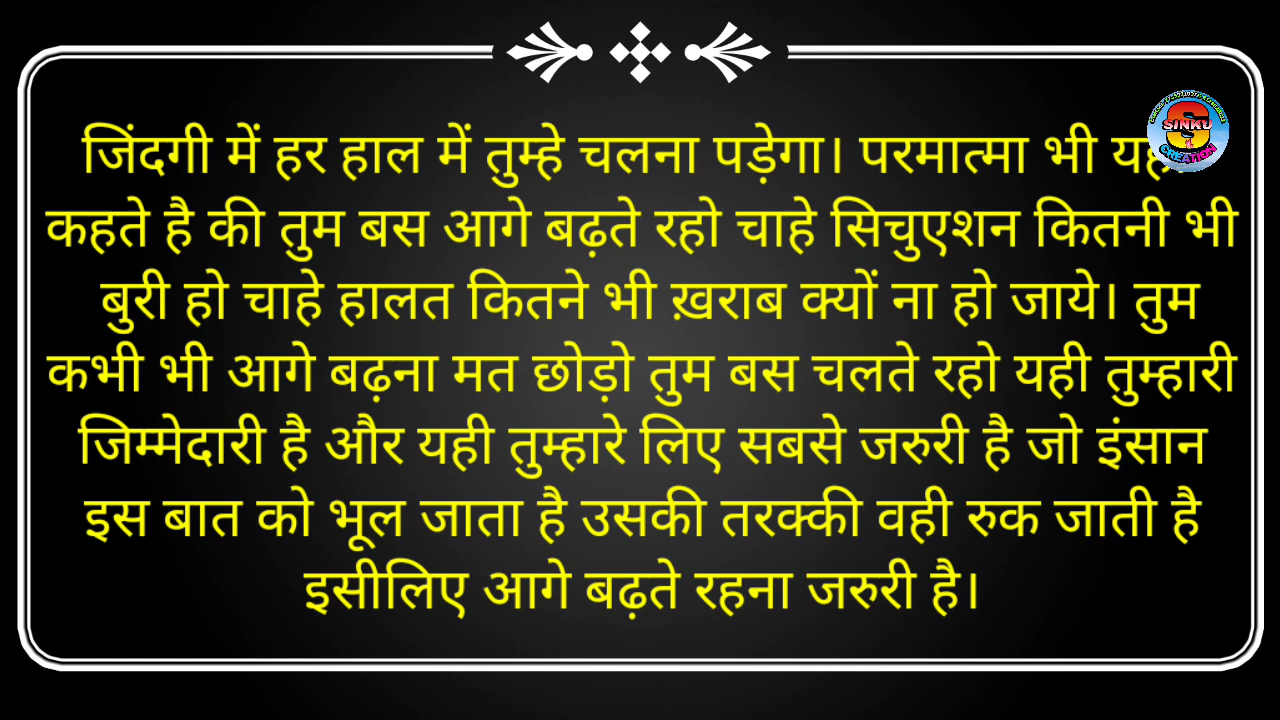 जिंदगी में हर हाल में तुम्हे चलना पड़ेगा। परमात्मा भी
कहते है की तुम बस आगे बढ़ते रहो चाहे सिचुएशन कितनी भी
बुरी हो चाहे हालत कितने भी ख़राब क्यों ना हो जाये। तुम
कभी भी आगे बढ़ना मत छोड़ो तुम बस चलते रहो यही तुम्हारी
जिम्मेदारी है और यही तुम्हारे लिए सबसे जरुरी है जो इंसान
इस बात को भूल जाता है उसकी तरक्की वही रुक जाती है
इसीलिए आगे बढ़ते रहना जरुरी है।
SINKU
S
CREATION